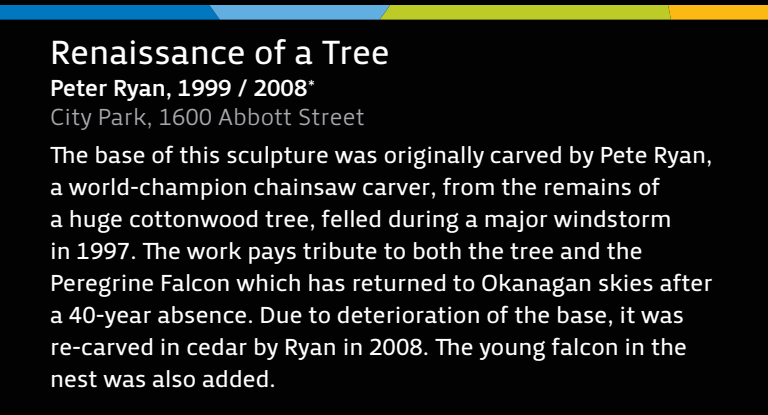 Renaissance of a Tree
Peter Ryan, 1999 / 2008*
City Park, 1600 Abbott Street
The base of this sculpture was originally carved by Pete Ryan,
a world-champion chainsaw carver, from the remains of
a huge cottonwood tree, felled during a major windstorm
in 1997. The work pays tribute to both the tree and the
Peregrine Falcon which has returned to Okanagan skies after
a 40-year absence. Due to deterioration of the base, it was
re-carved in cedar by Ryan in 2008. The young falcon in the
nest was also added.